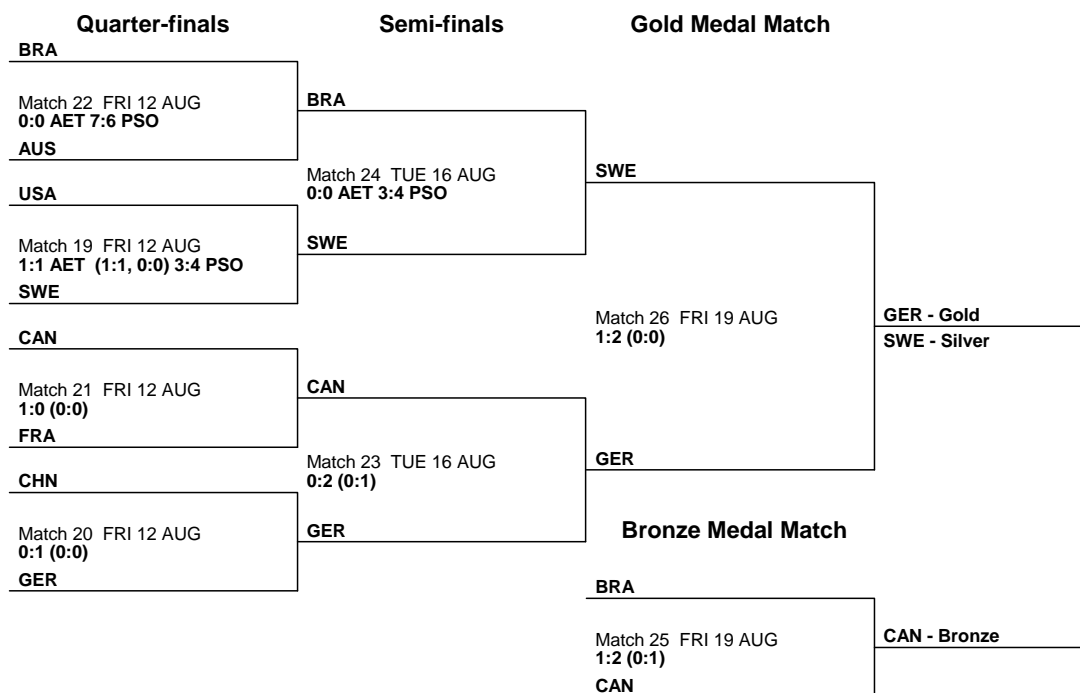 Quarter-finals
Semi-finals
Gold Medal Match
BRA
Match 22 FRI 12 AUG
0:0 AET 7:6 PSO
AUS
USA
Match 19 FRI 12 AUG
1:1 AET (1:1, 0:0) 3:4 PSO
SWE
CAN
Match 21 FRI 12 AUG
1:0 (0:0)
FRA
CHN
Match 20 FRI 12 AUG
0:1 (0:0)
GER
BRA
Match 24 TUE 16 AUG
0:0 AET 3:4 PSO
SWE
CAN
Match 23 TUE 16 AUG
0:2 (0:1)
GER
SWE
Match 26 FRI 19 AUG
1:2 (0:0)
GER
GER - Gold
SWE - Silver
Bronze Medal Match
BRA
Match 25 FRI 19 AUG
1:2 (0:1)
CAN
CAN - Bronze